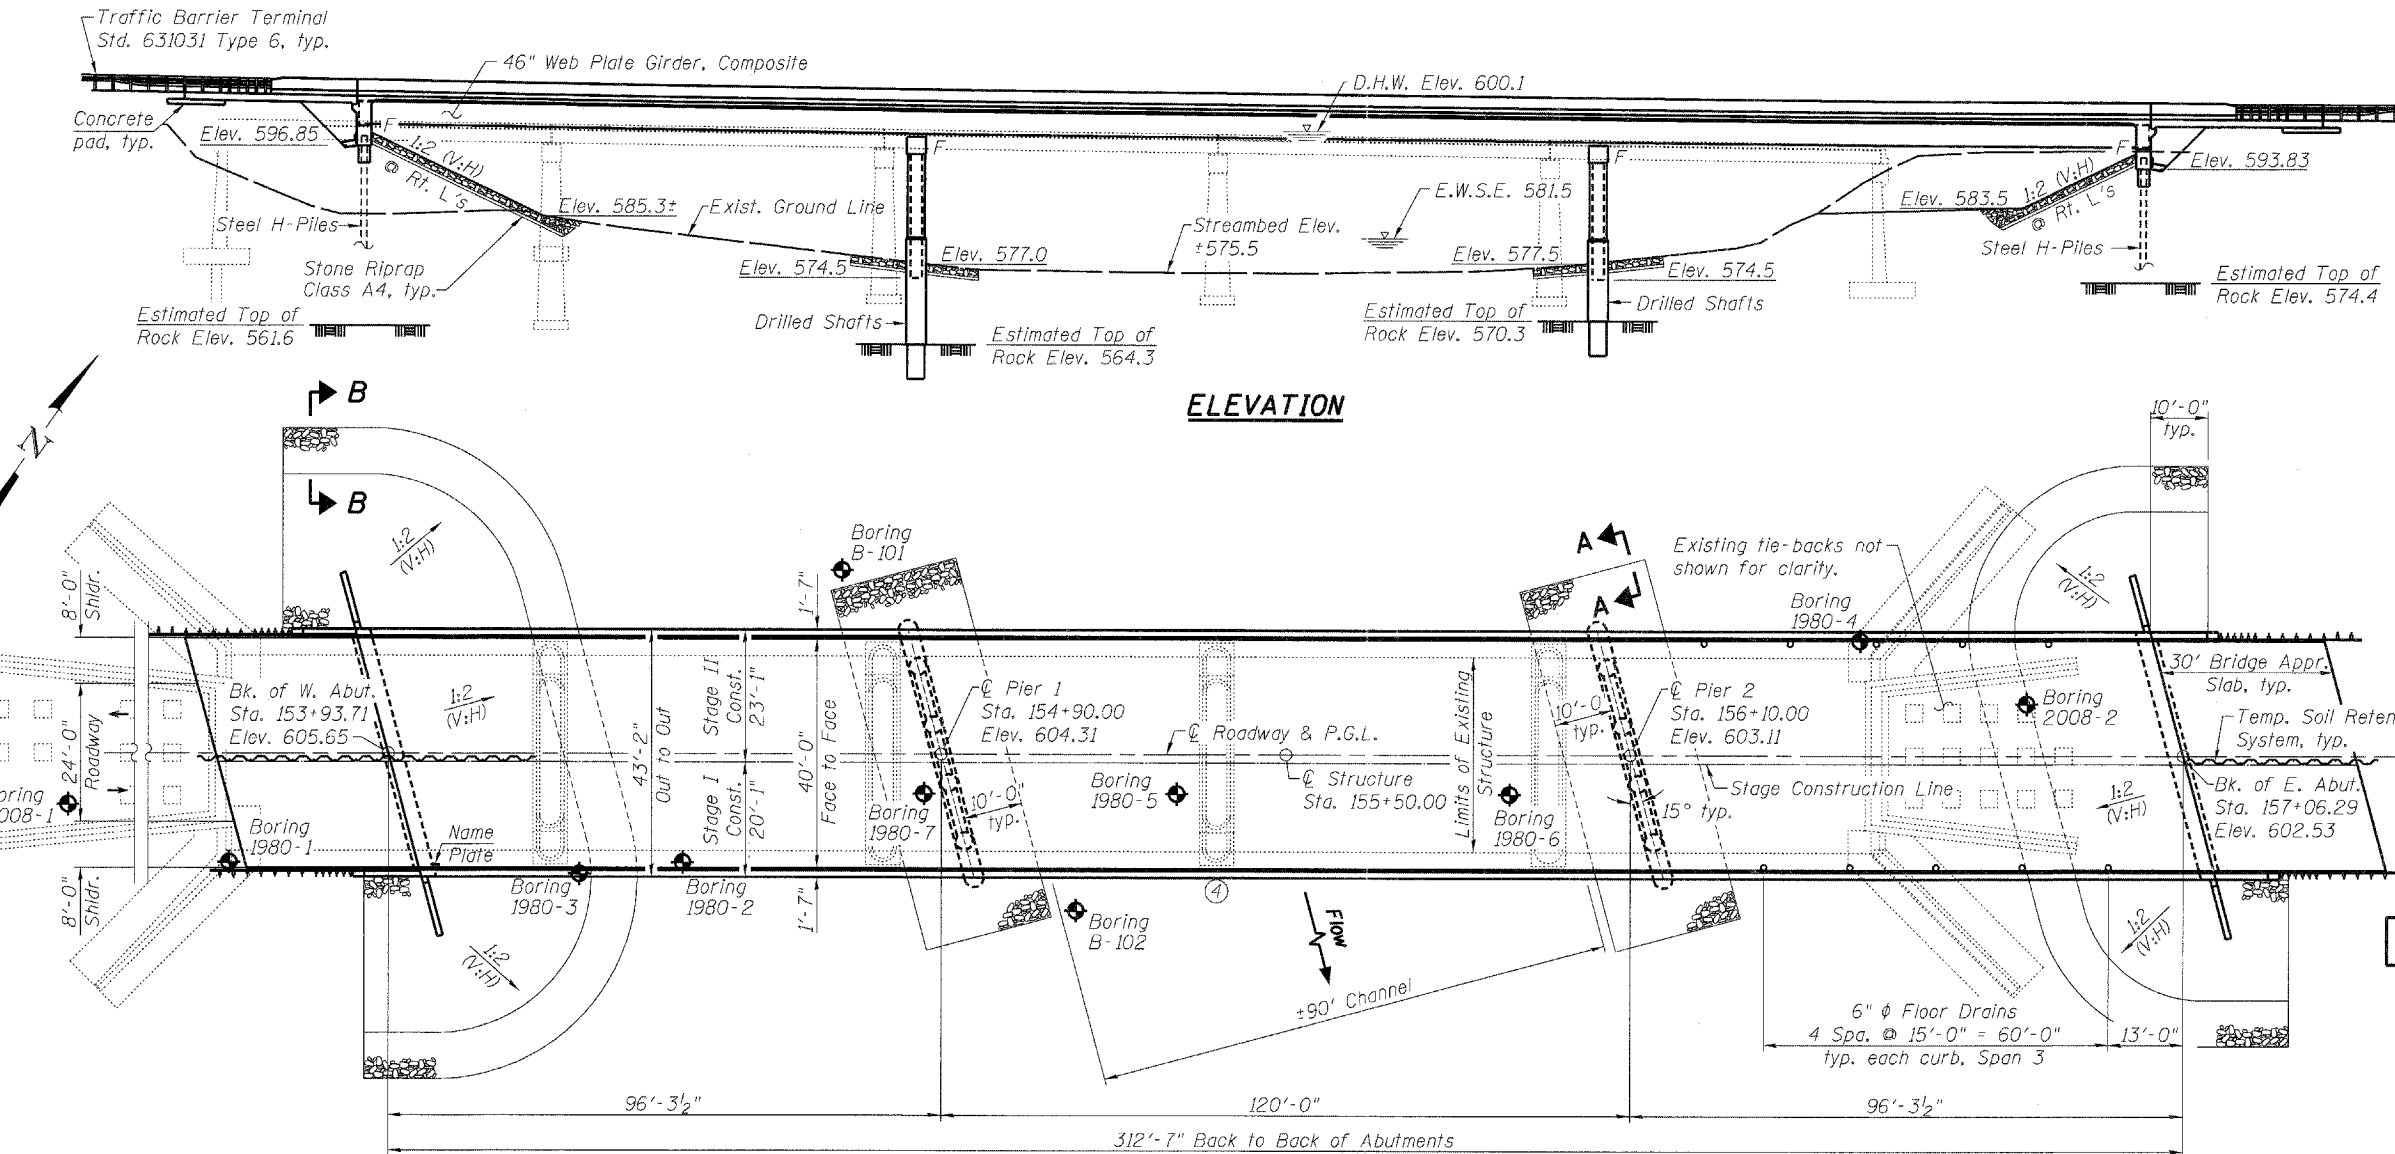 Traffic Barrier Terminal
Std. 631031 Type 6, typ.
46" Web Plate Girder, Composite
D.H.W. Elev. 600.1
Concrete
pad, typ.
Elev. 596.85
F
1:2 (V:H)
@ Rt. L's
Steel H-Piles
Elev. 585.3±
Exist. Ground Line
Stone Riprap
Class A4, typ.
Estimated Top of
Rock Elev. 561.6
F
Elev. 574.5
Elev. 577.0
Drilled Shafts
Estimated Top of
Rock Elev. 564.3
Streambed Elev.
±575.5
E.W.S.E. 581.5
F
Elev. 577.5
Elev. 574.5
Drilled Shafts
Estimated Top of
Rock Elev. 570.3
F
Elev. 593.83
Elev. 583.5
1:2 (V:H)
@ Rt. L's
Steel H-Piles
Estimated Top of
Rock Elev. 574.4
ELEVATION
N
B
B
10'-0"
typ.
1:2
(V:H)
Boring
B-101
A
A
Existing tie-backs not
shown for clarity.
1:2
(V:H)
Boring
1980-4
8'-0"
Shldr.
1'-7"
24'-0"
Roadway
Bk. of W. Abut.
Sta. 153+93.71
Elev. 605.65
1:2
(V:H)
43'-2"
Out to Out
Stage II
Const.
23'-1"
Stage I
Const.
20'-1"
40'-0"
Face to Face
℄ Pier 1
Sta. 154+90.00
Elev. 604.31
℄ Roadway & P.G.L.
℄ Structure
Sta. 155+50.00
Limits of Existing
Structure
10'-0"
typ.
℄ Pier 2
Sta. 156+10.00
Elev. 603.11
30' Bridge Appr.
Slab, typ.
Boring
2008-2
Temp. Soil Reten
System, typ.
Stage Construction Line
Bk. of E. Abut.
Sta. 157+06.29
Elev. 602.53
1:2
(V:H)
15° typ.
oring
008-1
Boring
1980-1
Name
Plate
Boring
1980-7
10'-0"
typ.
Boring
1980-5
Boring
1980-6
8'-0"
Shldr.
Boring
1980-3
Boring
1980-2
1'-7"
Boring
B-102
4
Flow
1:2
(V:H)
1:2
(V:H)
±90' Channel
6" ϕ Floor Drains
4 Spa. @ 15'-0" = 60'-0"
typ. each curb, Span 3
13'-0"
96'-3½"
120'-0"
96'-3½"
312'-7" Back to Back of Abutments